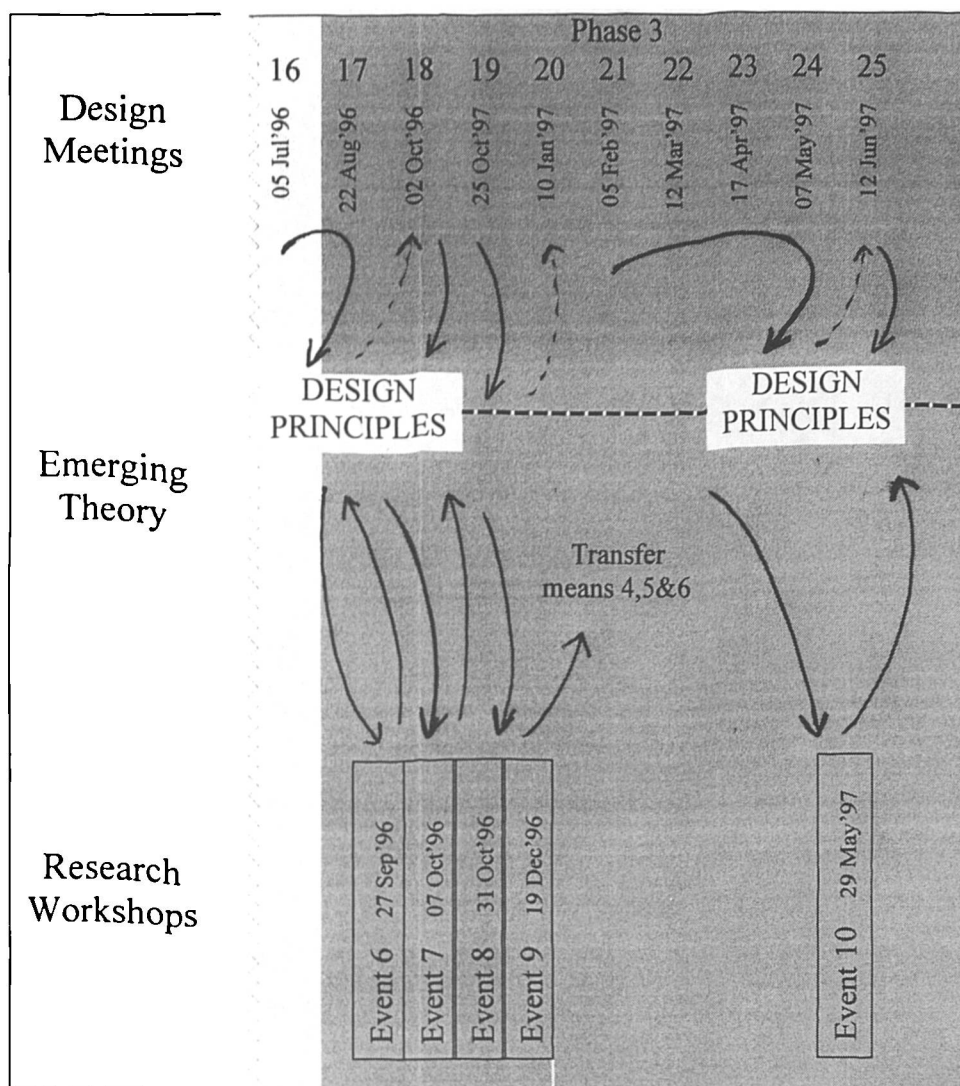 Phase 3
16 17 18 19 20 21 22 23 24 25
Design
Meetings
05 Jul'96
22 Aug'96
02 Oct'96
25 Oct'97
10 Jan'97
05 Feb'97
12 Mar'97
17 Apr'97
07 May'97
12 Jun'97
DESIGN
PRINCIPLES
DESIGN
PRINCIPLES
Emerging
Theory
Transfer
means 4,5&6
Research
Workshops
Event 6 27 Sep'96
Event 7 07 Oct'96
Event 8 31 Oct'96
Event 9 19 Dec'96
Event 10 29 May'97